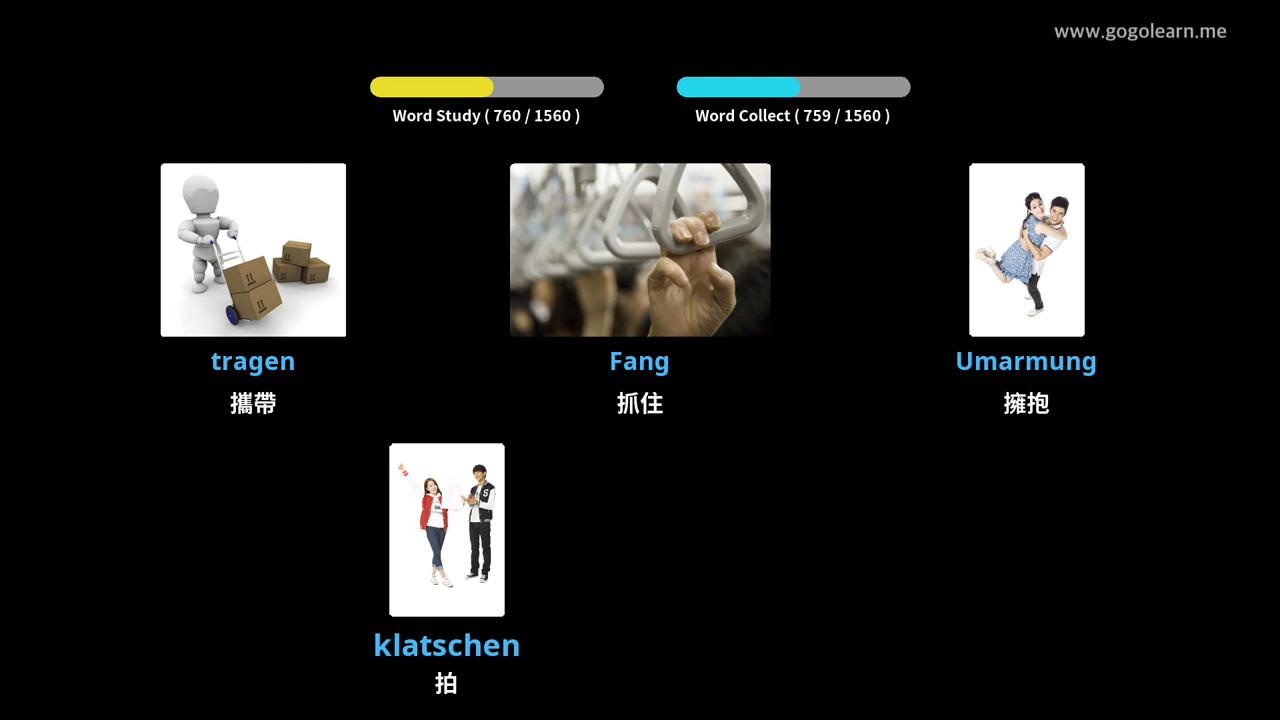 www.gogolearn.me
Word Study ( 760 / 1560 )
Word Collect ( 759 / 1560 )
tragen
攜帶
Fang
抓住
Umarmung
擁抱
klatschen
拍